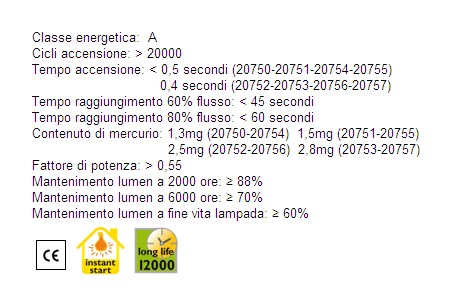 Classe energetica: A
Cicli accensione: > 20000
Tempo accensione: < 0,5 secondi (20750-20751-20754-20755)
0,4 secondi (20752-20753-20756-20757)
Tempo raggiungimento 60% flusso: < 45 secondi
Tempo raggiungimento 80% flusso: < 60 secondi
Contenuto di mercurio: 1,3mg (20750-20754) 1,5mg (20751-20755)
2,5mg (20752-20756) 2,8mg (20753-20757)
Fattore di potenza: > 0,55
Mantenimento lumen a 2000 ore: ≥ 88%
Mantenimento lumen a 6000 ore: ≥ 70%
Mantenimento lumen a fine vita lampada: ≥ 60%
CE
instant
start
long life
12000